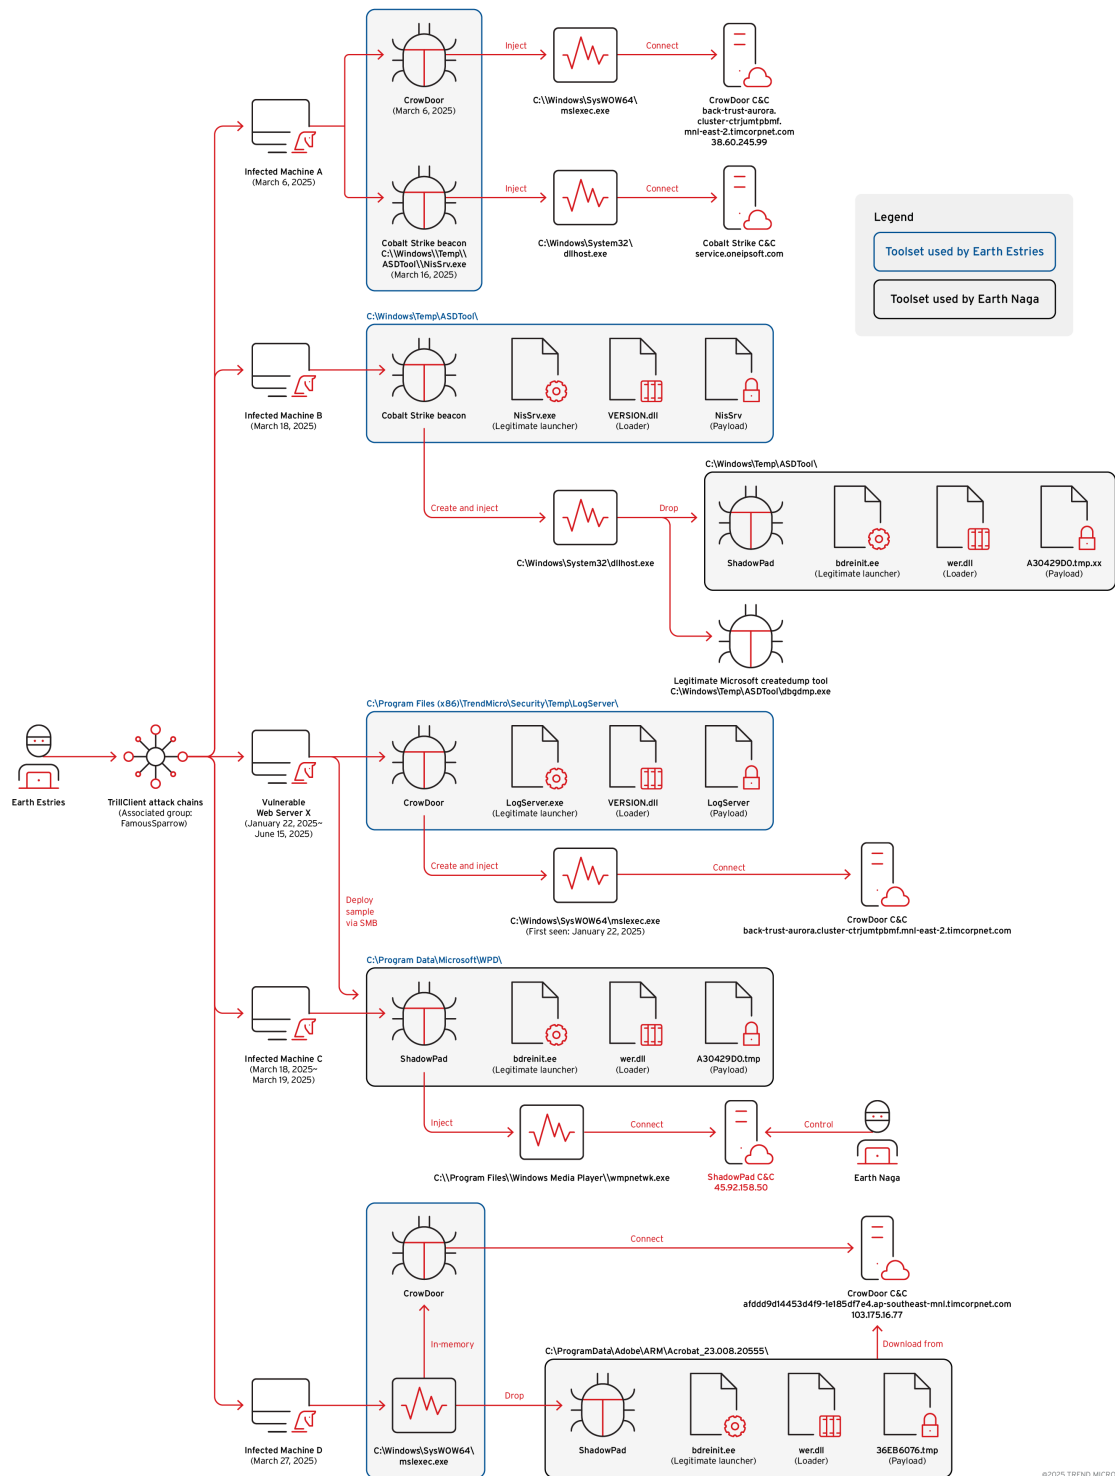 CrowDoor
(March 6, 2025)
Inject
C:\\Windows\SysWOW64\
mslexec.exe
Connect
CrowDoor C&C
back-trust-aurora.
cluster-ctrjumtpbmf.
mnl-east-2.timcorpnet.com
38.60.245.99
Infected Machine A
(March 6, 2025)
Cobalt Strike beacon
C:\\Windows\\Temp\\
ASDTool\\NisSrv.exe
(March 16, 2025)
Inject
C:\Windows\System32\
dlhost.exe
Connect
Cobalt Strike C&C
service.oneipsoft.com
Legend
Toolset used by Earth Estries
Toolset used by Earth Naga
C:\Windows\Temp\ASDTool\
Infected Machine B
(March 18, 2025)
Cobalt Strike beacon
NisSrv.exe
(Legitimate launcher)
VERSION.dll
(Loader)
NisSrv
(Payload)
Create and inject
C:\Windows\System32\dllhost.exe
Drop
C:\Windows\Temp\ASDTool\
ShadowPad
bdreinit.ee
(Legitimate launcher)
wer.dll
(Loader)
A30429D0.tmp.xx
(Payload)
Legitimate Microsoft createdump tool
C:\Windows\Temp\ASDTool\dbgdmp.exe
Earth Estries
TrillClient attack chains
(Associated group:
FamousSparrow)
Vulnerable
Web Server X
(January 22, 2025~
June 15, 2025)
C:\Program Files (x86)\TrendMicro\Security\Temp\LogServer\
CrowDoor
LogServer.exe
(Legitimate launcher)
VERSION.dll
(Loader)
LogServer
(Payload)
Create and inject
C:\Windows\SysWOW64\mslexec.exe
(First seen: January 22, 2025)
Connect
CrowDoor C&C
back-trust-aurora.cluster-ctrjumtpbmf.mnl-east-2.timcorpnet.com
Deploy
sample
via SMB
C:\Program Data\Microsoft\WPD\
Infected Machine C
(March 18, 2025~
March 19, 2025)
ShadowPad
bdreinit.ee
(Legitimate launcher)
wer.dll
(Loader)
A30429D0.tmp
(Payload)
Inject
C:\\Program Files\\Windows Media Player\\wmpnetwk.exe
Connect
ShadowPad C&C
45.92.158.50
Control
Earth Naga
CrowDoor
Connect
CrowDoor C&C
afddd9d14453d4f9-1e185df7e4.ap-southeast-mnl.timcorpnet.com
103.175.16.77
In-memory
Download from
Infected Machine D
(March 27, 2025)
C:\Windows\SysWOW64\
mslexec.exe
Drop
C:\ProgramData\Adobe\ARM\Acrobat_23.008.20555\
ShadowPad
bdreinit.ee
(Legitimate launcher)
wer.dll
(Loader)
36EB6076.tmp
(Payload)
©2025 TREND MICRO